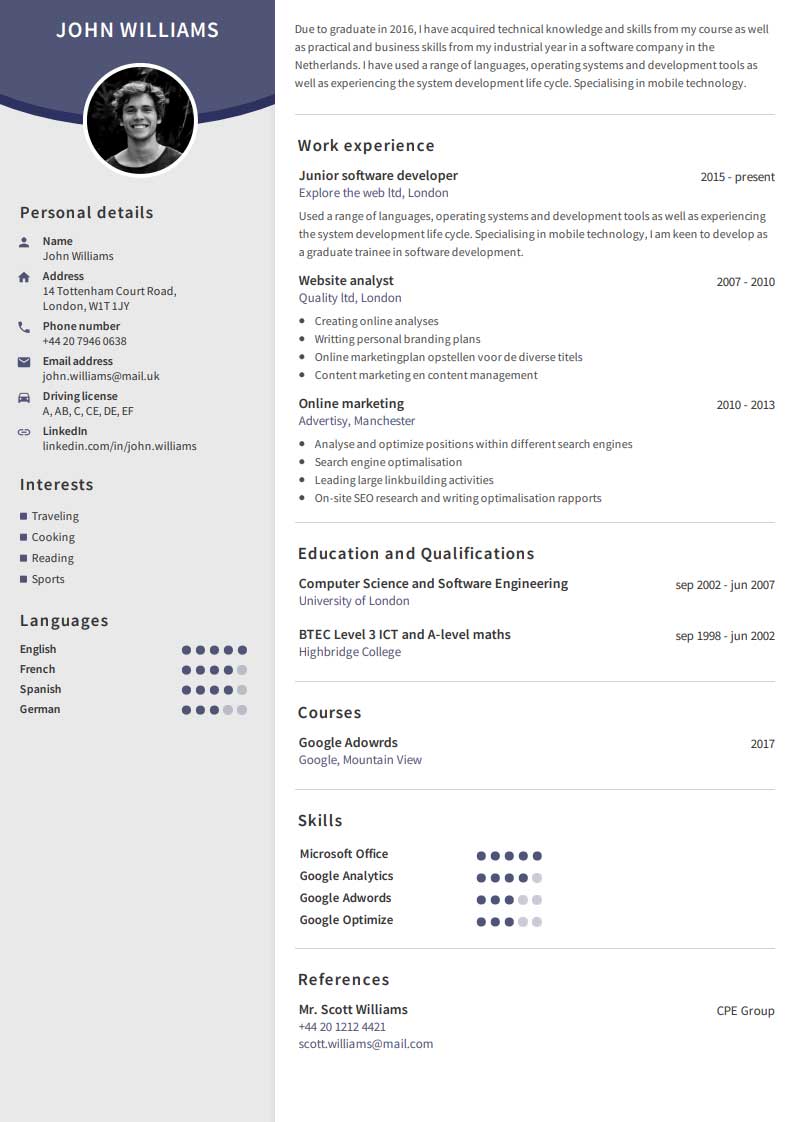 JOHN WILLIAMS
Personal details
Name
John Williams
Address
14 Tottenham Court Road,
London, W1T 1JY
Phone number
+44 20 7946 0638
Email address
john.williams@mail.uk
Driving license
A, AB, C, CE, DE, EF
LinkedIn
linkedin.com/in/john.williams
Interests
Traveling
Cooking
Reading
Sports
Languages
English
French
Spanish
German
Due to graduate in 2016, I have acquired technical knowledge and skills from my course as well
as practical and business skills from my industrial year in a software company in the
Netherlands. I have used a range of languages, operating systems and development tools as
well as experiencing the system development life cycle. Specialising in mobile technology.
Work experience
Junior software developer 2015 - present
Explore the web ltd, London
Used a range of languages, operating systems and development tools as well as experiencing
the system development life cycle. Specialising in mobile technology, I am keen to develop as
a graduate trainee in software development.
Website analyst 2007 - 2010
Quality ltd, London
• Creating online analyses
• Writting personal branding plans
• Online marketingplan opstellen voor de diverse titels
• Content marketing en content management
Online marketing 2010 - 2013
Advertisy, Manchester
• Analyse and optimize positions within different search engines
• Search engine optimalisation
• Leading large linkbuilding activities
• On-site SEO research and writing optimalisation rapports
Education and Qualifications
Computer Science and Software Engineering sep 2002 - jun 2007
University of London
BTEC Level 3 ICT and A-level maths sep 1998 - jun 2002
Highbridge College
Courses
Google Adowrds 2017
Google, Mountain View
Skills
Microsoft Office
Google Analytics
Google Adwords
Google Optimize
References
Mr. Scott Williams CPE Group
+44 20 1212 4421
scott.williams@mail.com